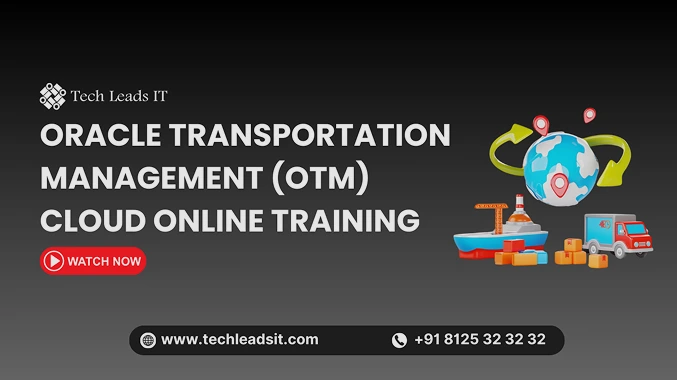 Tech Leads IT
ORACLE TRANSPORTATION
MANAGEMENT (OTM)
CLOUD ONLINE TRAINING
WATCH NOW
www.techleadsit.com
+91 8125 32 32 32